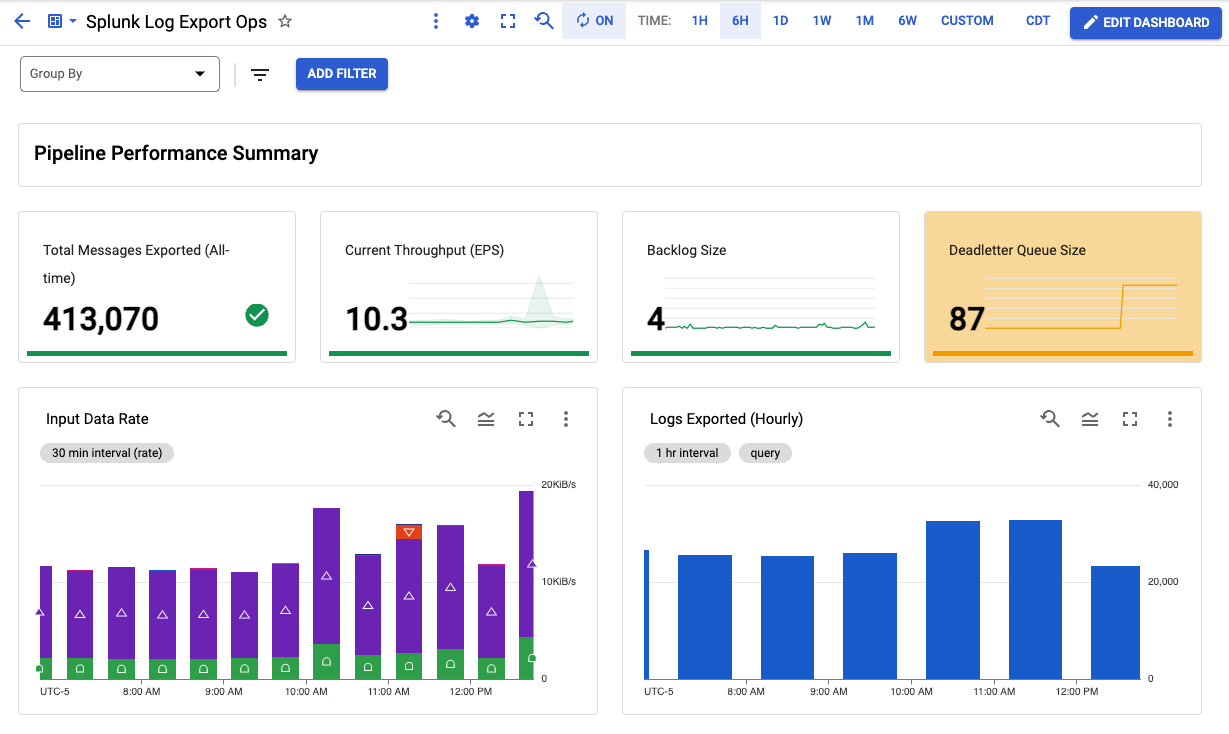 Splunk Log Export Ops
ON TIME: 1H 6H 1D 1W 1M 6W CUSTOM CDT EDIT DASHBOARD
Group By
ADD FILTER
Pipeline Performance Summary
Total Messages Exported (All-
time)
413,070
Current Throughput (EPS)
10.3
Backlog Size
4
Deadletter Queue Size
87
Input Data Rate
30 min interval (rate)
20KiB/s
10KiB/s
0
UTC-5 8:00 AM 9:00 AM 10:00 AM 11:00 AM 12:00 PM
Logs Exported (Hourly)
1 hr interval query
40,000
20,000
0
UTC-5 8:00 AM 9:00 AM 10:00 AM 11:00 AM 12:00 PM